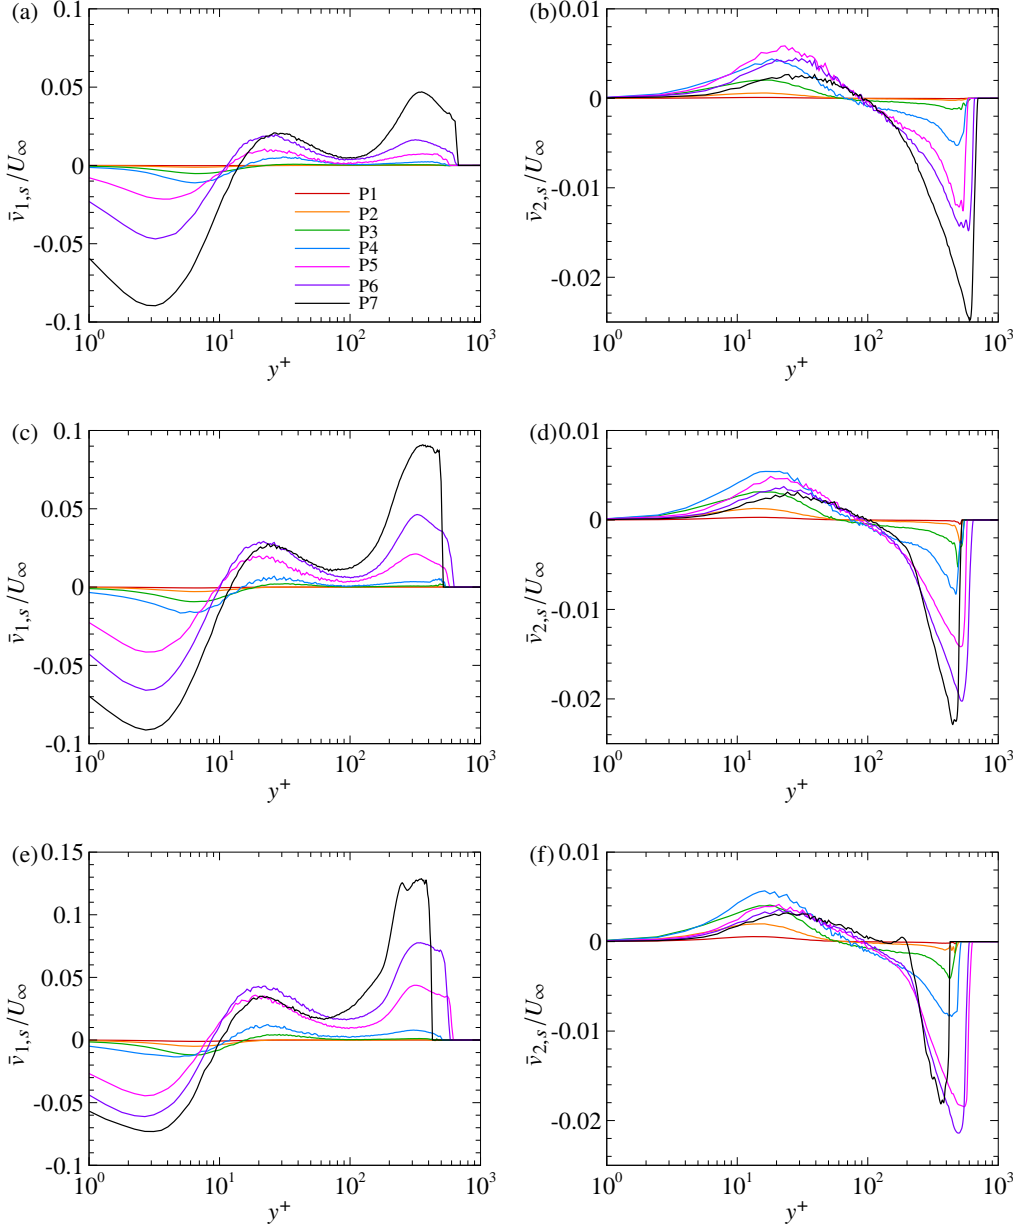 (a)
0.1
0.05
0
-0.05
-0.1
v̄1,s/U∞
P1
P2
P3
P4
P5
P6
P7
10^0 10^1 10^2 10^3
y+
(b)
0.01
0
-0.01
-0.02
v̄2,s/U∞
10^0 10^1 10^2 10^3
y+
(c)
0.1
0.05
0
-0.05
-0.1
v̄1,s/U∞
10^0 10^1 10^2 10^3
y+
(d)
0.01
0
-0.01
-0.02
v̄2,s/U∞
10^0 10^1 10^2 10^3
y+
(e)
0.15
0.1
0.05
0
-0.05
-0.1
v̄1,s/U∞
10^0 10^1 10^2 10^3
y+
(f)
0.01
0
-0.01
-0.02
v̄2,s/U∞
10^0 10^1 10^2 10^3
y+